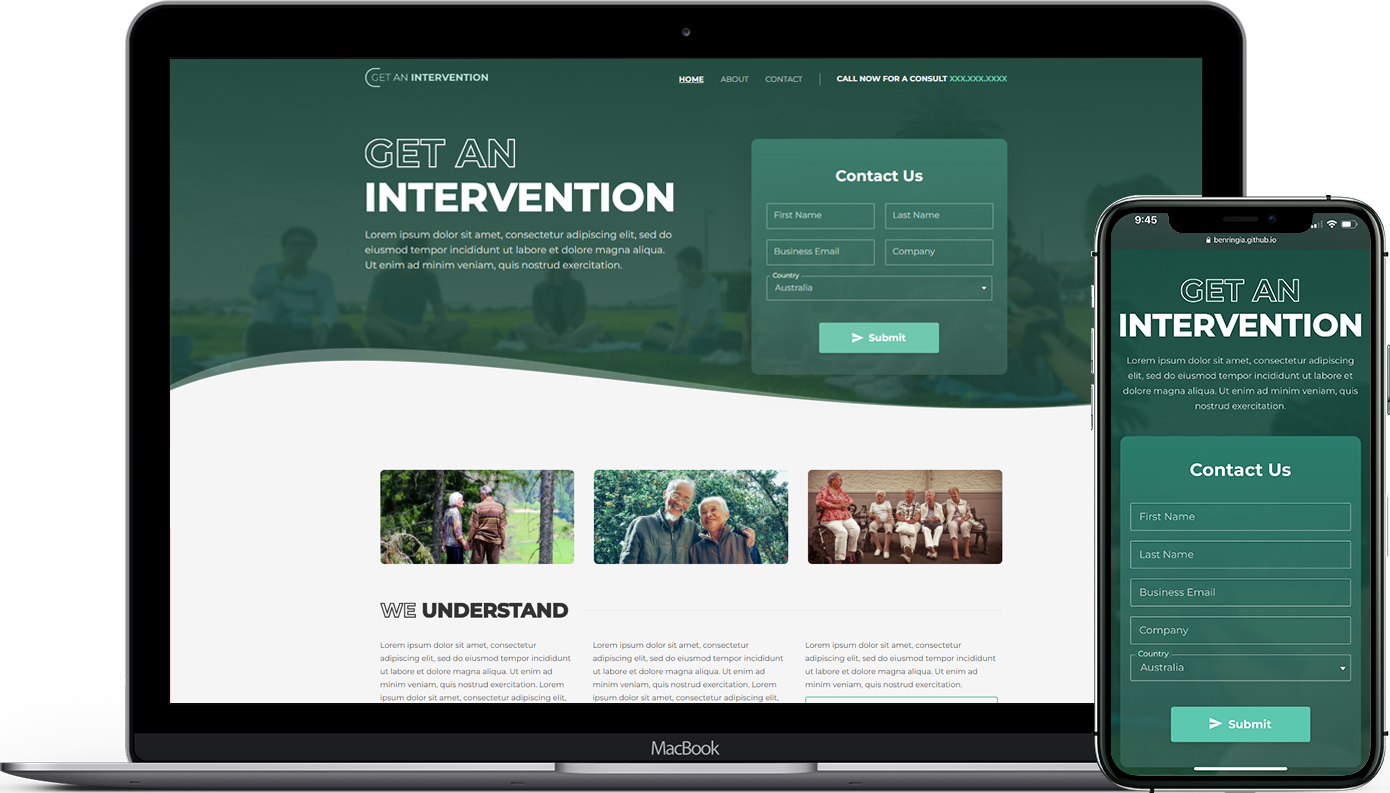 GET AN INTERVENTION
HOME ABOUT CONTACT CALL NOW FOR A CONSULT XXX.XXX.XXXX
GET AN
INTERVENTION
Lorem ipsum dolor sit amet, consectetur adipiscing elit, sed do
eiusmod tempor incididunt ut labore et dolore magna aliqua.
Ut enim ad minim veniam, quis nostrud exercitation.
Contact Us
First Name
Last Name
Business Email
Company
Country
Australia
Submit
WE UNDERSTAND
Lorem ipsum dolor sit amet, consectetur
adipiscing elit, sed do eiusmod tempor incididunt
ut labore et dolore magna aliqua. Ut enim ad
minim veniam, quis nostrud exercitation. Lorem
ipsum dolor sit amet, consectetur adipiscing elit,
Lorem ipsum dolor sit amet, consectetur
adipiscing elit, sed do eiusmod tempor incididunt
ut labore et dolore magna aliqua. Ut enim ad
minim veniam, quis nostrud exercitation. Lorem
ipsum dolor sit amet, consectetur adipiscing elit,
Lorem ipsum dolor sit amet, consectetur
adipiscing elit, sed do eiusmod tempor incididunt
ut labore et dolore magna aliqua. Ut enim ad
minim veniam, quis nostrud exercitation.
MacBook
9:45
benringia.github.io
GET AN
INTERVENTION
Lorem ipsum dolor sit amet, consectetur adipiscing
elit, sed do eiusmod tempor incididunt ut labore et
dolore magna aliqua. Ut enim ad minim veniam, quis
nostrud exercitation.
Contact Us
First Name
Last Name
Business Email
Company
Country
Australia
Submit